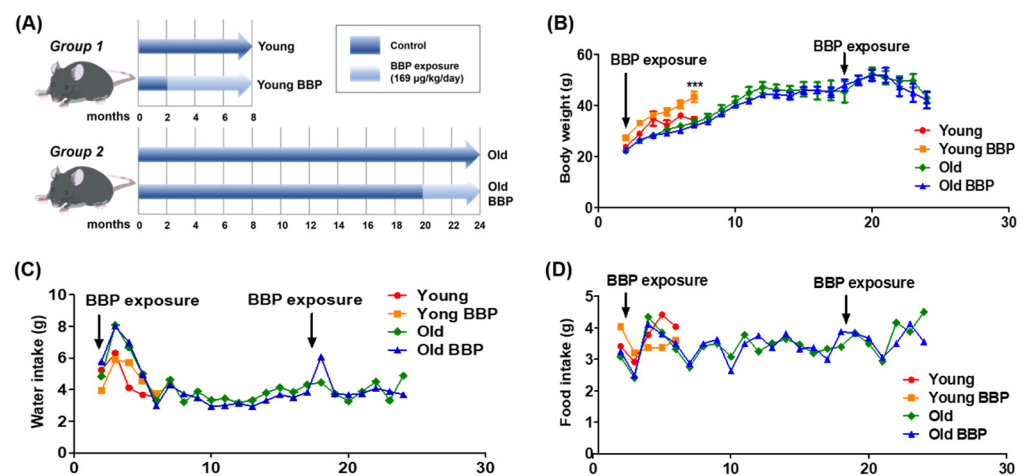 (A)
Group 1
Young
Young BBP
months
0 2 4 6 8
Control
BBP exposure
(169 µg/kg/day)
Group 2
Old
Old
BBP
months
0 2 4 6 8 10 12 14 16 18 20 22 24
(B)
BBP exposure
BBP exposure
***
Body weight (g)
60
40
20
0
0 10 20 30
Young
Young BBP
Old
Old BBP
(C)
BBP exposure
BBP exposure
Water intake (g)
10
8
6
4
2
0
0 10 20 30
Young
Yong BBP
Old
Old BBP
(D)
BBP exposure
BBP exposure
Food intake (g)
5
4
3
2
1
0
0 10 20 30
Young
Young BBP
Old
Old BBP